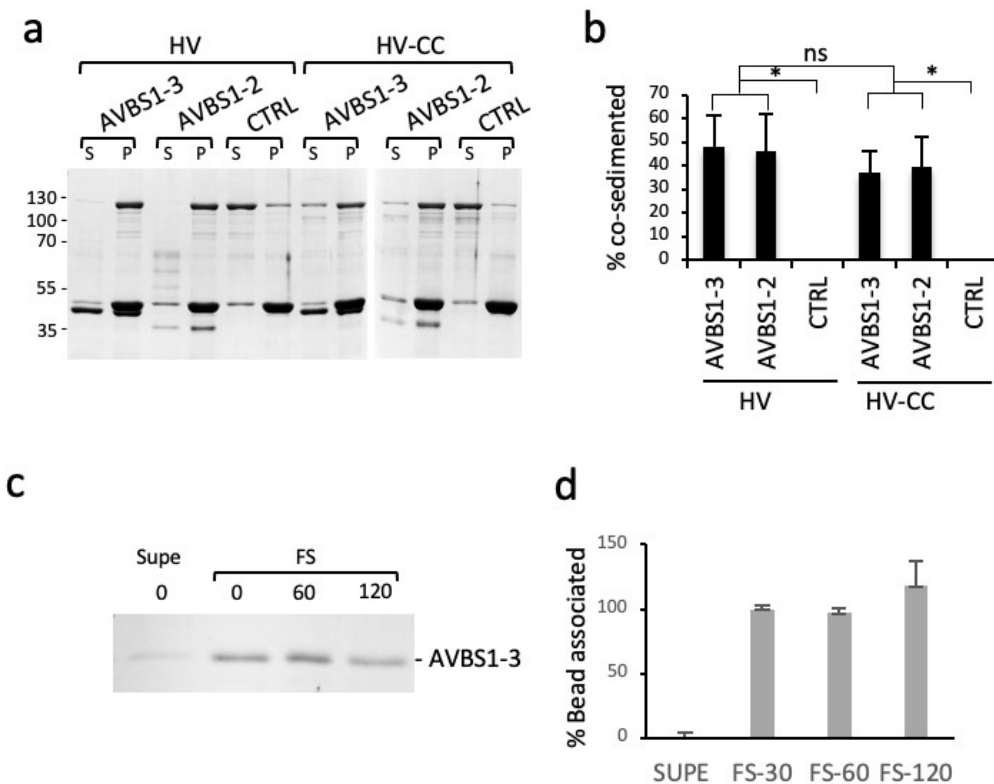 a
HV HV-CC
AVBS1-3 AVBS1-2 CTRL AVBS1-3 AVBS1-2 CTRL
S P S P S P S P S P S P
130 -
100 -
70 -
55 -
35 -
b
ns
* *
% co-sedimented
70
60
50
40
30
20
10
0
AVBS1-3 AVBS1-2 CTRL AVBS1-3 AVBS1-2 CTRL
HV HV-CC
c
Supe FS
0 0 60 120
- AVBS1-3
d
% Bead associated
150
100
50
0
SUPE FS-30 FS-60 FS-120